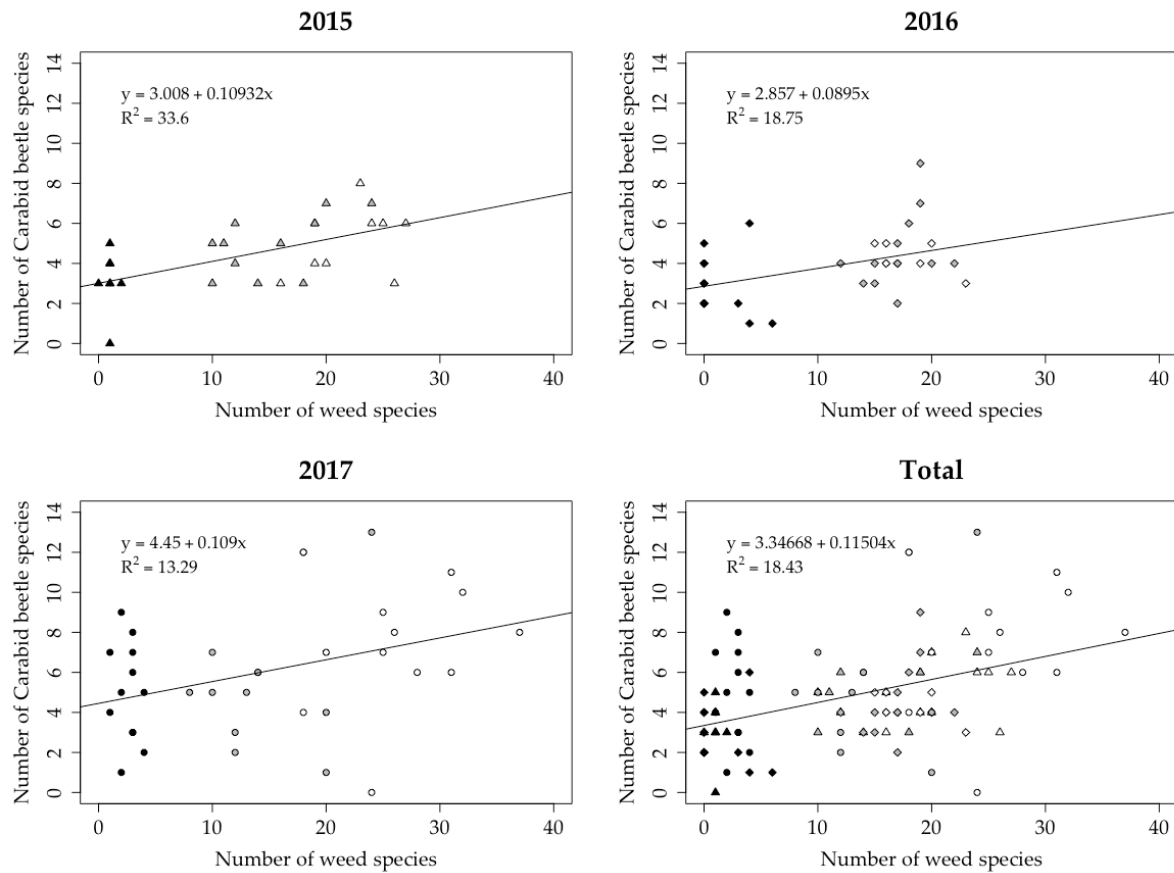 2015
Number of Carabid beetle species
14
12
10
8
6
4
2
0
y = 3.008 + 0.10932x
R² = 33.6
0 10 20 30 40
Number of weed species
2016
Number of Carabid beetle species
14
12
10
8
6
4
2
0
y = 2.857 + 0.0895x
R² = 18.75
0 10 20 30 40
Number of weed species
2017
Number of Carabid beetle species
14
12
10
8
6
4
2
0
y = 4.45 + 0.109x
R² = 13.29
0 10 20 30 40
Number of weed species
Total
Number of Carabid beetle species
14
12
10
8
6
4
2
0
y = 3.34668 + 0.11504x
R² = 18.43
0 10 20 30 40
Number of weed species